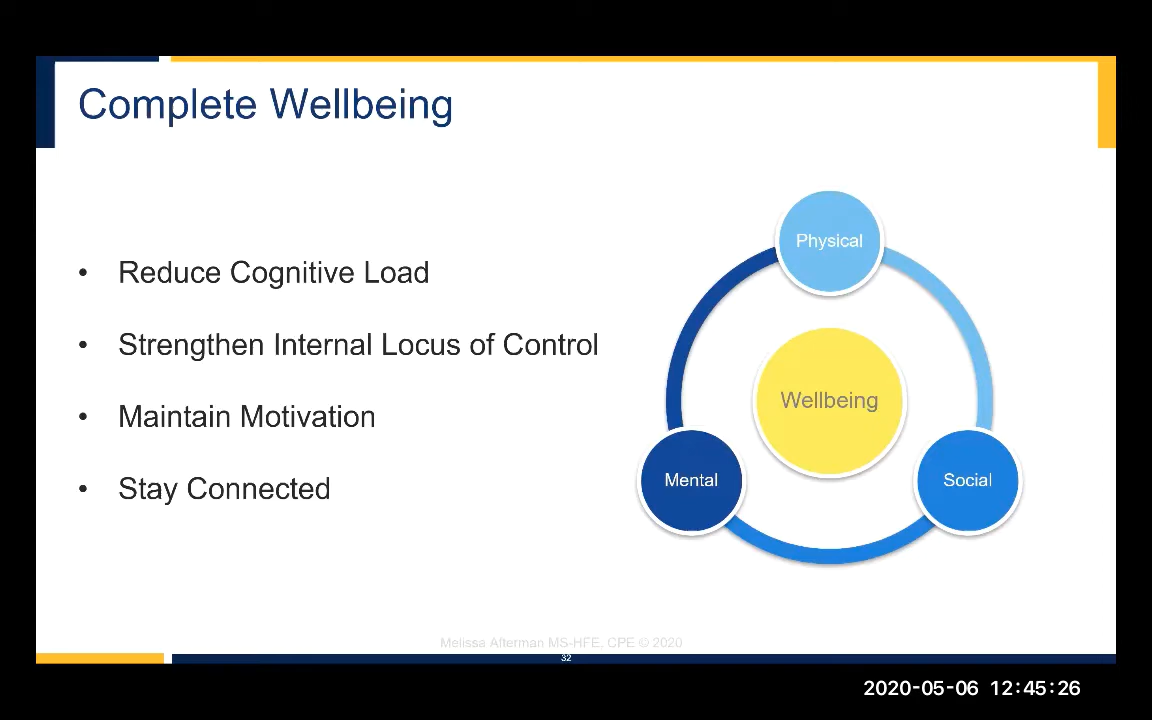 Complete Wellbeing
• Reduce Cognitive Load
• Strengthen Internal Locus of Control
• Maintain Motivation
• Stay Connected
Physical
Wellbeing
Mental
Social
Melissa Afterman MS-HFE, CPE © 2020
32
2020-05-06 12:45:26